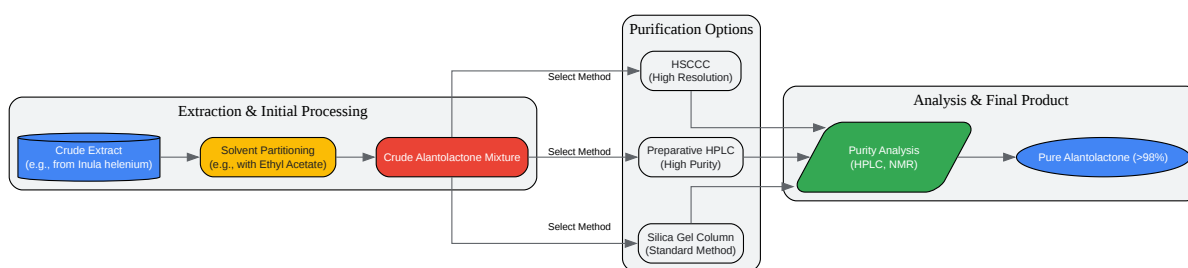 Extraction & Initial Processing
Crude Extract
(e.g., from Inula helenium)
Solvent Partitioning
(e.g., with Ethyl Acetate)
Crude Alantolactone Mixture
Select Method
Select Method
Select Method
Purification Options
HSCCC
(High Resolution)
Preparative HPLC
(High Purity)
Silica Gel Column
(Standard Method)
Analysis & Final Product
Purity Analysis
(HPLC, NMR)
Pure Alantolactone (>98%)